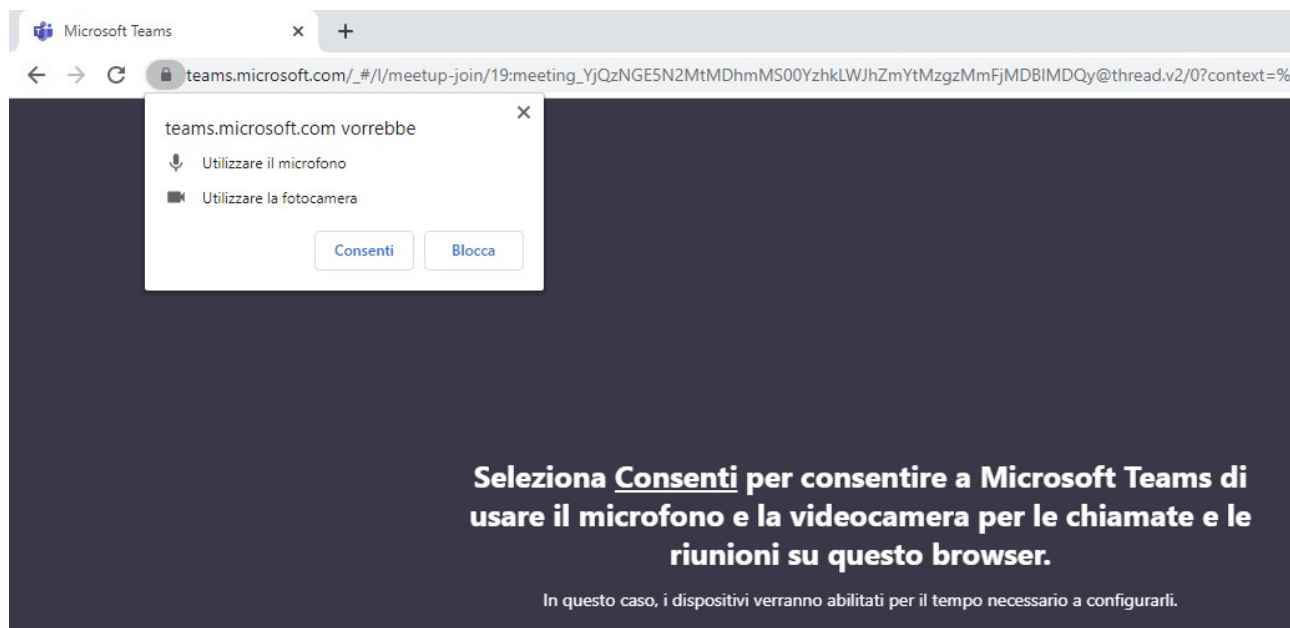 Microsoft Teams
teams.microsoft.com/_#/l/meetup-join/19:meeting_YjQzNGE5N2MtMDhmMS00YzhkLWJhZmYtMzgzMmFjMDBlMDQy@thread.v2/0?context=%
teams.microsoft.com vorrebbe
Utilizzare il microfono
Utilizzare la fotocamera
Consenti Blocca
Seleziona Consenti per consentire a Microsoft Teams di
usare il microfono e la videocamera per le chiamate e le
riunioni su questo browser.
In questo caso, i dispositivi verranno abilitati per il tempo necessario a configurarli.